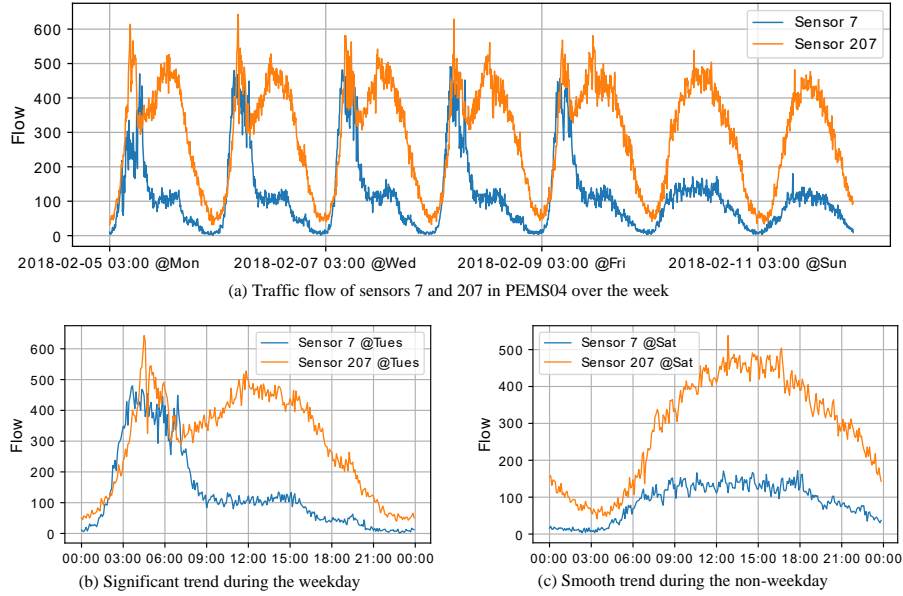 600
500
400
300
200
100
0
Flow
Sensor 7
Sensor 207
2018-02-05 03:00 @Mon
2018-02-07 03:00 @Wed
2018-02-09 03:00 @Fri
2018-02-11 03:00 @Sun
(a) Traffic flow of sensors 7 and 207 in PEMS04 over the week
600
500
400
300
200
100
0
Flow
Sensor 7 @Tues
Sensor 207 @Tues
00:00 03:00 06:00 09:00 12:00 15:00 18:00 21:00 00:00
(b) Significant trend during the weekday
500
400
300
200
100
0
Flow
Sensor 7 @Sat
Sensor 207 @Sat
00:00 03:00 06:00 09:00 12:00 15:00 18:00 21:00 00:00
(c) Smooth trend during the non-weekday